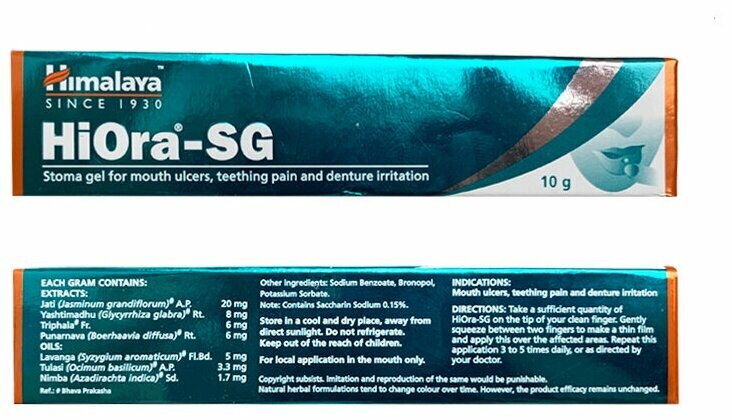 Himalaya™
SINCE 1930
HiOra®-SG
Stoma gel for mouth ulcers, teething pain and denture irritation
10 g
EACH GRAM CONTAINS:
EXTRACTS:
Jati (Jasminum grandiflorum)# A.P. 20 mg
Yashtimadhu (Glycyrrhiza glabra)# Rt. 8 mg
Triphala# Fr. 6 mg
Punarnava (Boerhaavia diffusa)# Rt. 6 mg
OILS:
Lavanga (Syzygium aromaticum)# Fl.Bd. 5 mg
Tulasi (Ocimum basilicum)# A.P. 3.3 mg
Nimba (Azadirachta indica)# Sd. 1.7 mg
Ref.: # Bhava Prakasha
Other ingredients: Sodium Benzoate, Bronopol,
Potassium Sorbate.
Note: Contains Saccharin Sodium 0.15%.
Store in a cool and dry place, away from
direct sunlight. Do not refrigerate.
Keep out of the reach of children.
For local application in the mouth only.
INDICATIONS:
Mouth ulcers, teething pain and denture irritation
DIRECTIONS: Take a sufficient quantity of
HiOra-SG on the tip of your clean finger. Gently
squeeze between two fingers to make a thin film
and apply this over the affected areas. Repeat this
application 3 to 5 times daily, or as directed by
your doctor.
Copyright subsists. Imitation and reproduction of the same would be punishable.
Natural herbal formulations tend to change colour over time. However, the product efficacy remains unchanged.